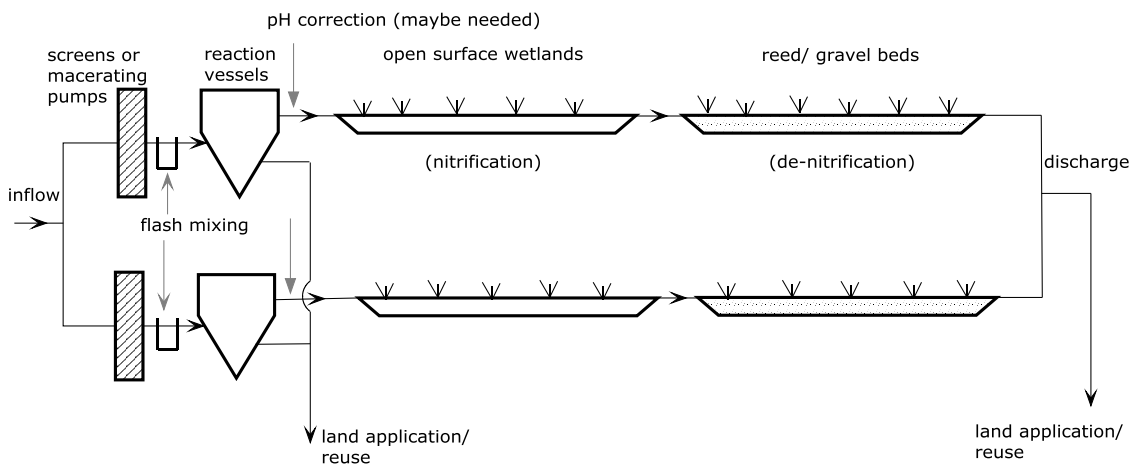 pH correction (maybe needed)
screens or
macerating
pumps
reaction
vessels
open surface wetlands
reed/ gravel beds
(nitrification)
(de-nitrification)
discharge
inflow
flash mixing
land application/
reuse
land application/
reuse